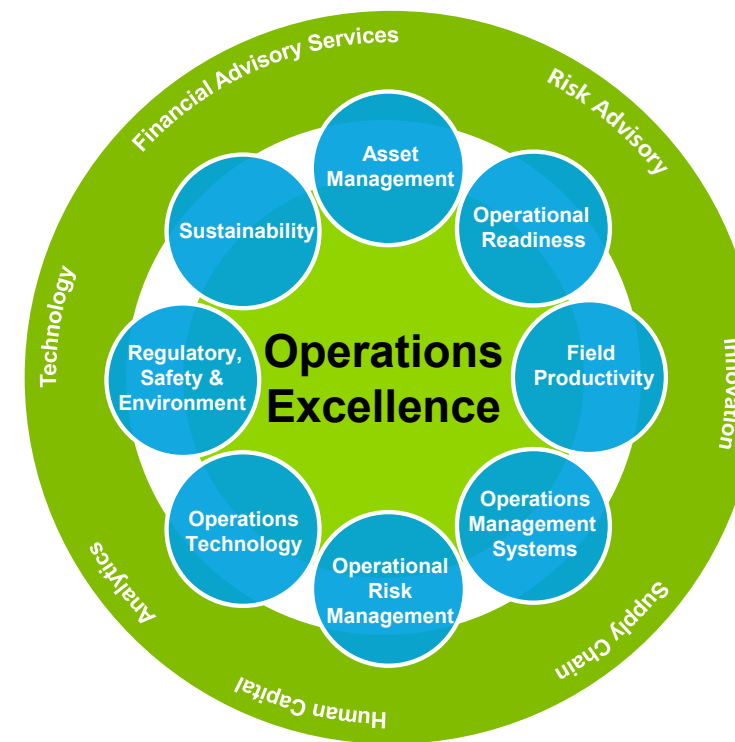 Financial Advisory Services
Risk Advisory
Innovation
Supply Chain
Human Capital
Analytics
Technology
Asset
Management
Operational
Readiness
Field
Productivity
Operations
Management
Systems
Operational
Risk
Management
Operations
Technology
Regulatory,
Safety &
Environment
Sustainability
Operations
Excellence